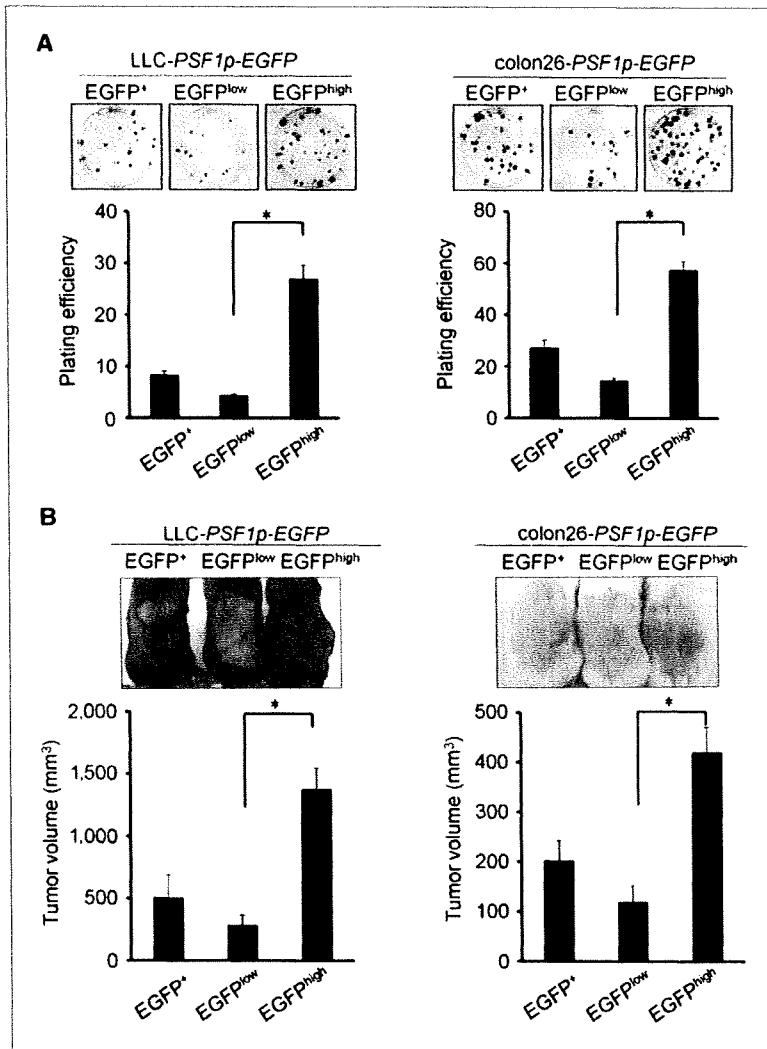 A
LLC-PSF1p-EGFP
EGFP⁺ EGFPlow EGFPhigh
40
30
20
10
0
Plating efficiency
*
EGFP⁺ EGFPlow EGFPhigh
colon26-PSF1p-EGFP
EGFP⁺ EGFPlow EGFPhigh
80
60
40
20
0
Plating efficiency
*
EGFP⁺ EGFPlow EGFPhigh
B
LLC-PSF1p-EGFP
EGFP⁺ EGFPlow EGFPhigh
2.000
1.500
1.000
500
0
Tumor volume (mm³)
*
EGFP⁺ EGFPlow EGFPhigh
colon26-PSF1p-EGFP
EGFP⁺ EGFPlow EGFPhigh
500
400
300
200
100
0
Tumor volume (mm³)
*
EGFP⁺ EGFPlow EGFPhigh